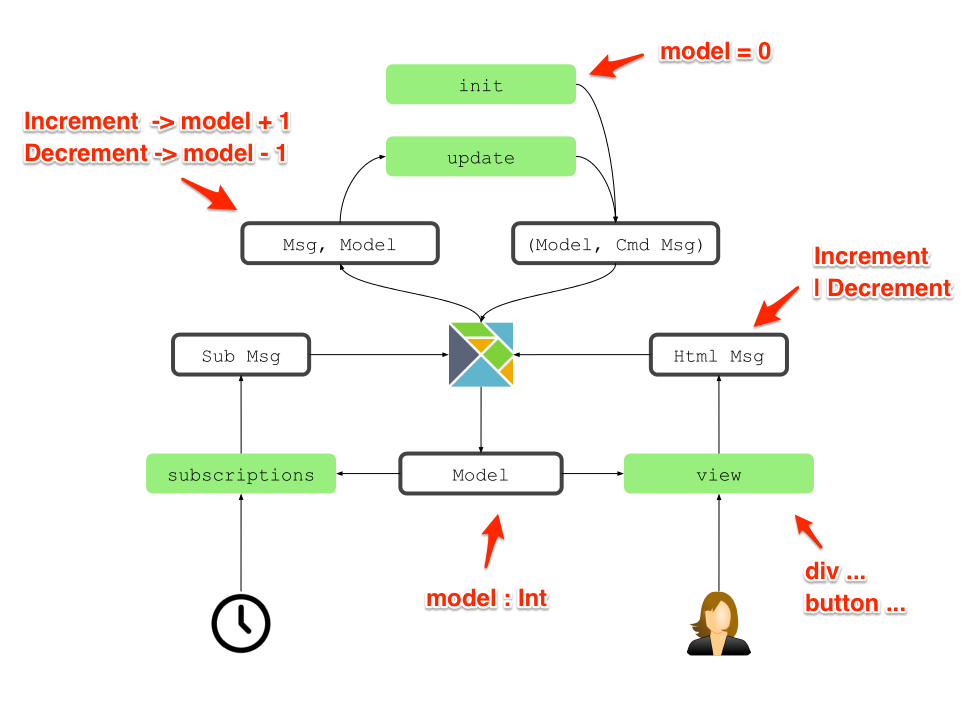 model = 0
init
Increment -> model + 1
Decrement -> model - 1
update
Msg, Model
(Model, Cmd Msg)
Increment
| Decrement
Sub Msg
Html Msg
subscriptions
Model
view
model : Int
div ...
button ...